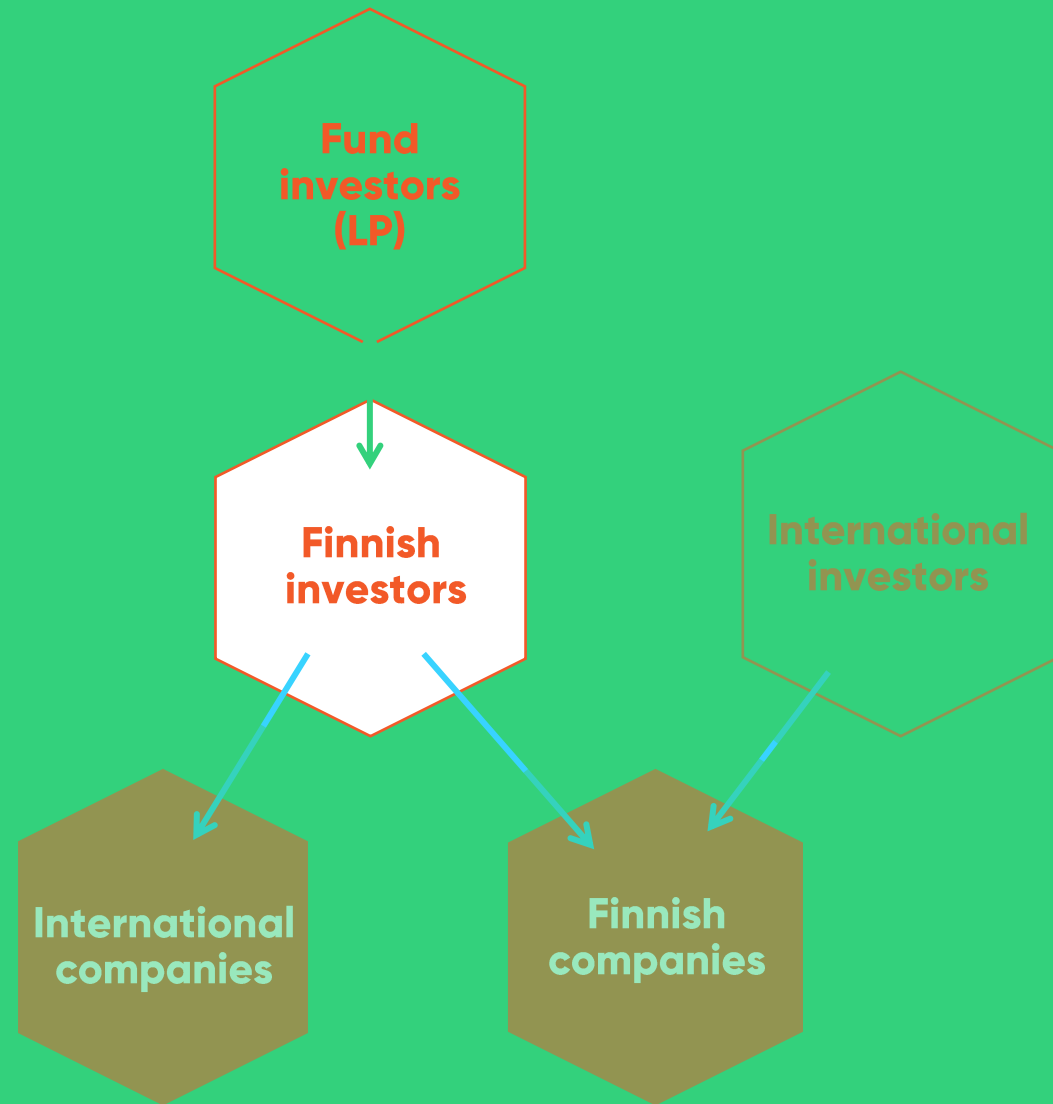 Fund
investors
(LP)
Finnish
investors
International
investors
International
companies
Finnish
companies